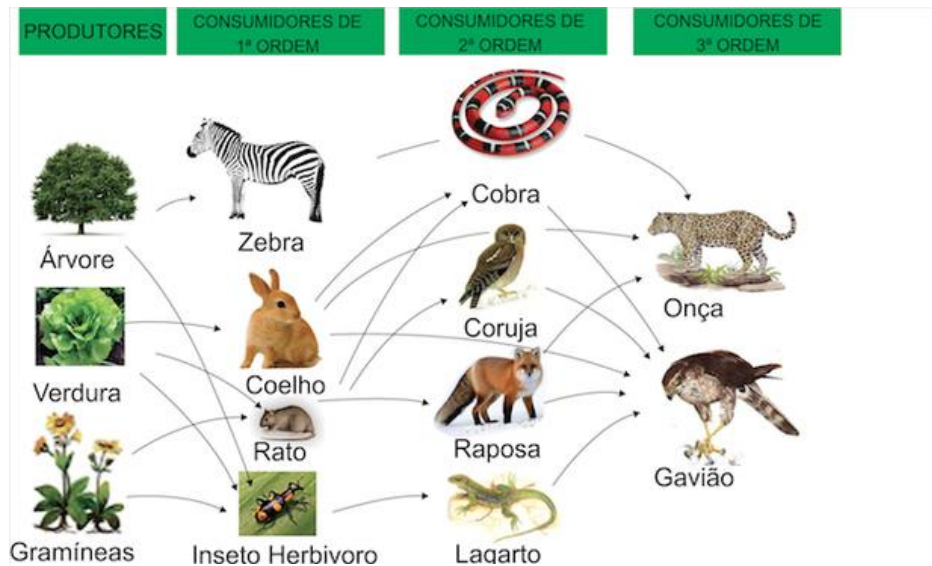 PRODUTORES
CONSUMIDORES DE
1ª ORDEM
CONSUMIDORES DE
2ª ORDEM
CONSUMIDORES DE
3ª ORDEM
Árvore
Zebra
Cobra
Onça
Verdura
Coelho
Coruja
Rato
Raposa
Gavião
Gramíneas
Inseto Herbivoro
Lagarto